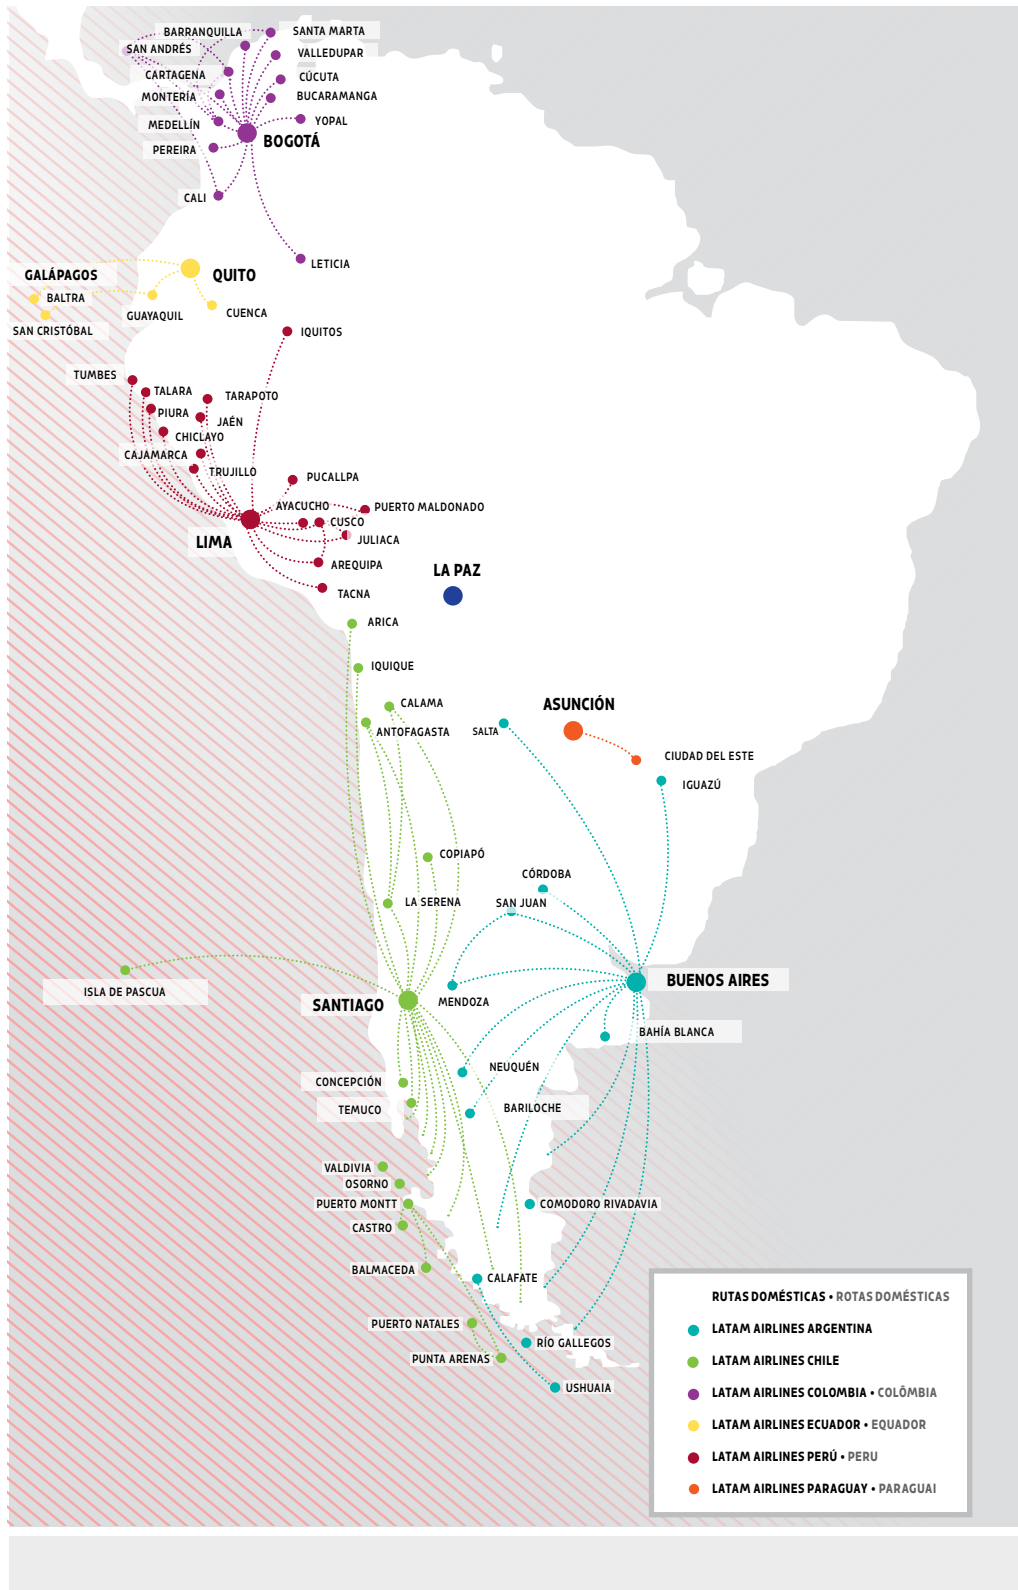 BARRANQUILLA
SANTA MARTA
SAN ANDRÉS
VALLEDUPAR
CARTAGENA
CÚCUTA
MONTERÍA
BUCARAMANGA
MEDELLÍN
YOPAL
BOGOTÁ
PEREIRA
CALI
LETICIA
GALÁPAGOS
QUITO
BALTRA
GUAYAQUIL
CUENCA
SAN CRISTÓBAL
IQUITOS
TUMBES
TALARA
TARAPOTO
PIURA
JAÉN
CHICLAYO
CAJAMARCA
TRUJILLO
PUCALLPA
AYACUCHO
PUERTO MALDONADO
CUSCO
LIMA
JULIACA
AREQUIPA
LA PAZ
TACNA
ARICA
IQUIQUE
CALAMA
ASUNCIÓN
ANTOFAGASTA
SALTA
CIUDAD DEL ESTE
IGUAZÚ
COPIAPÓ
CÓRDOBA
LA SERENA
SAN JUAN
ISLA DE PASCUA
BUENOS AIRES
SANTIAGO
MENDOZA
BAHÍA BLANCA
NEUQUÉN
CONCEPCIÓN
TEMUCO
BARILOCHE
VALDIVIA
OSORNO
PUERTO MONTT
COMODORO RIVADAVIA
CASTRO
BALMACEDA
CALAFATE
PUERTO NATALES
RÍO GALLEGOS
PUNTA ARENAS
USHUAIA
RUTAS DOMÉSTICAS • ROTAS DOMÉSTICAS
LATAM AIRLINES ARGENTINA
LATAM AIRLINES CHILE
LATAM AIRLINES COLOMBIA • COLÔMBIA
LATAM AIRLINES ECUADOR • EQUADOR
LATAM AIRLINES PERÚ • PERU
LATAM AIRLINES PARAGUAY • PARAGUAI